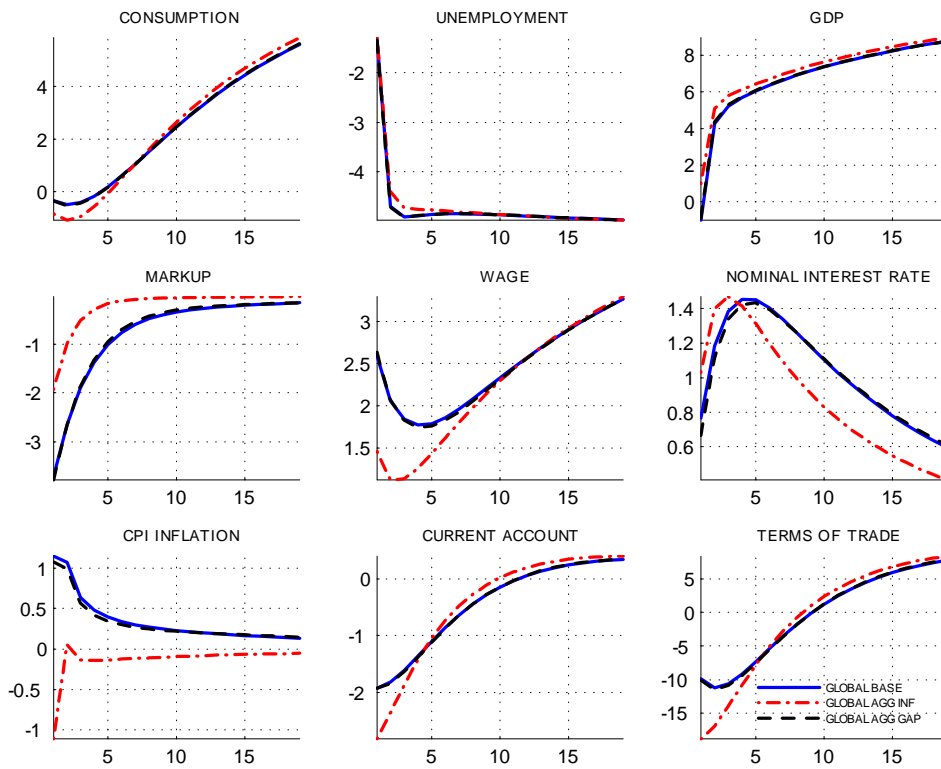 CONSUMPTION UNEMPLOYMENT GDP
4
2
0
5 10 15
-2
-3
-4
5 10 15
8
6
4
2
0
5 10 15
MARKUP WAGE NOMINAL INTEREST RATE
-1
-2
-3
5 10 15
3
2.5
2
1.5
5 10 15
1.4
1.2
1
0.8
0.6
5 10 15
CPI INFLATION CURRENT ACCOUNT TERMS OF TRADE
1
0.5
0
-0.5
-1
5 10 15
0
-1
-2
5 10 15
5
0
-5
-10
-15
5 10 15
GLOBAL BASE
GLOBAL AGG INF
GLOBAL AGG GAP